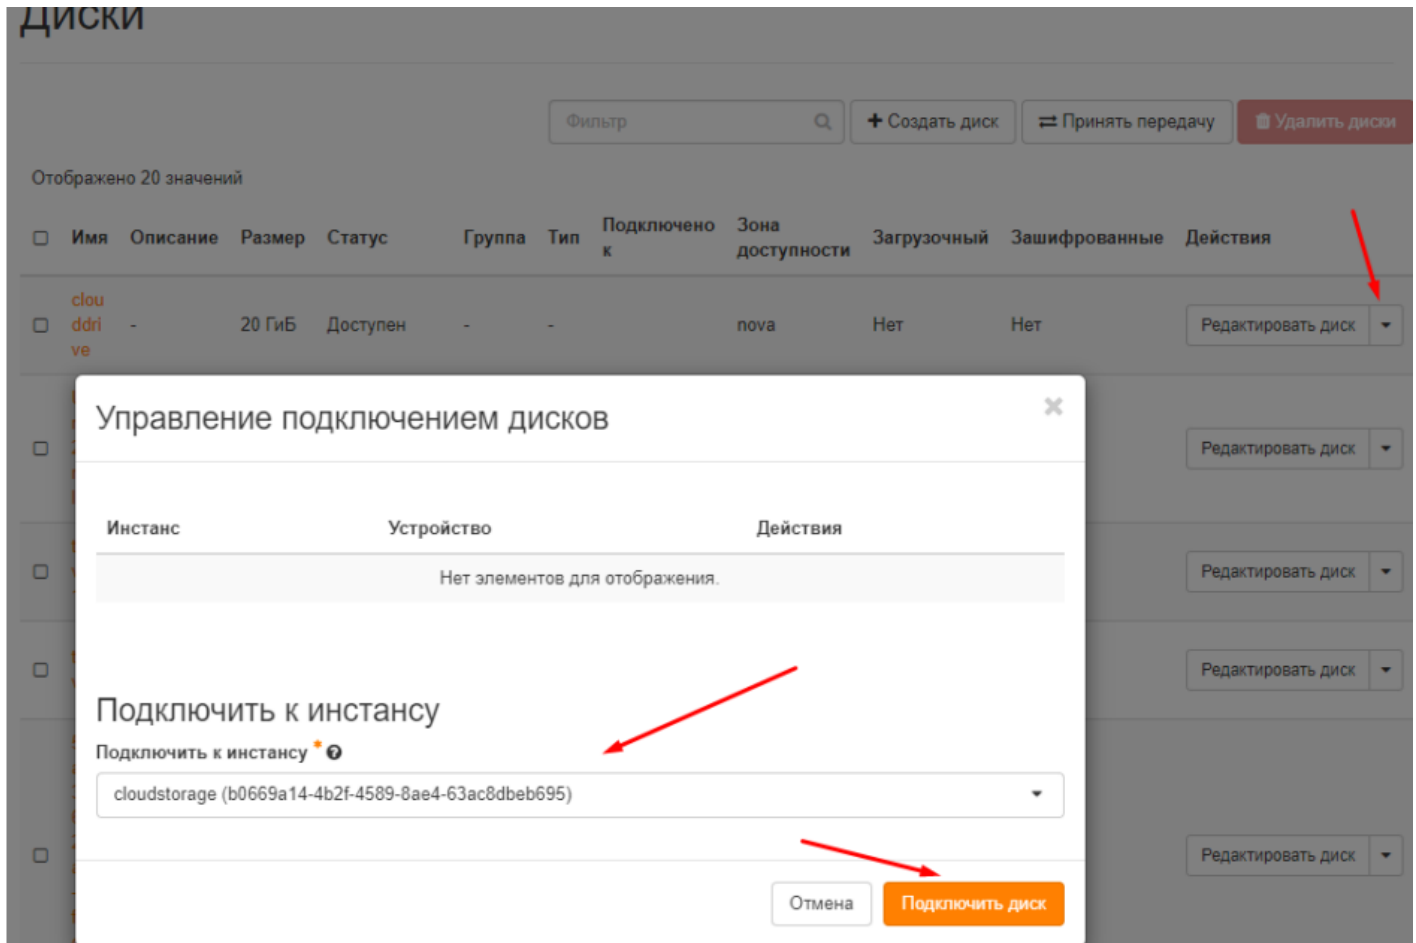 Диски
Фильтр
Создать диск
Принять передачу
Удалить диски
Отображено 20 значений
Имя Описание Размер Статус Группа Тип Подключено к Зона доступности Загрузочный Зашифрованные Действия
clou
ddri
ve
- 20 ГиБ Доступен - - nova Нет Нет Редактировать диск
Управление подключением дисков
Редактировать диск
Инстанс Устройство Действия
Нет элементов для отображения.
Редактировать диск
Редактировать диск
Подключить к инстансу
Подключить к инстансу *
cloudstorage (b0669a14-4b2f-4589-8ae4-63ac8dbeb695)
Редактировать диск
Отмена
Подключить диск